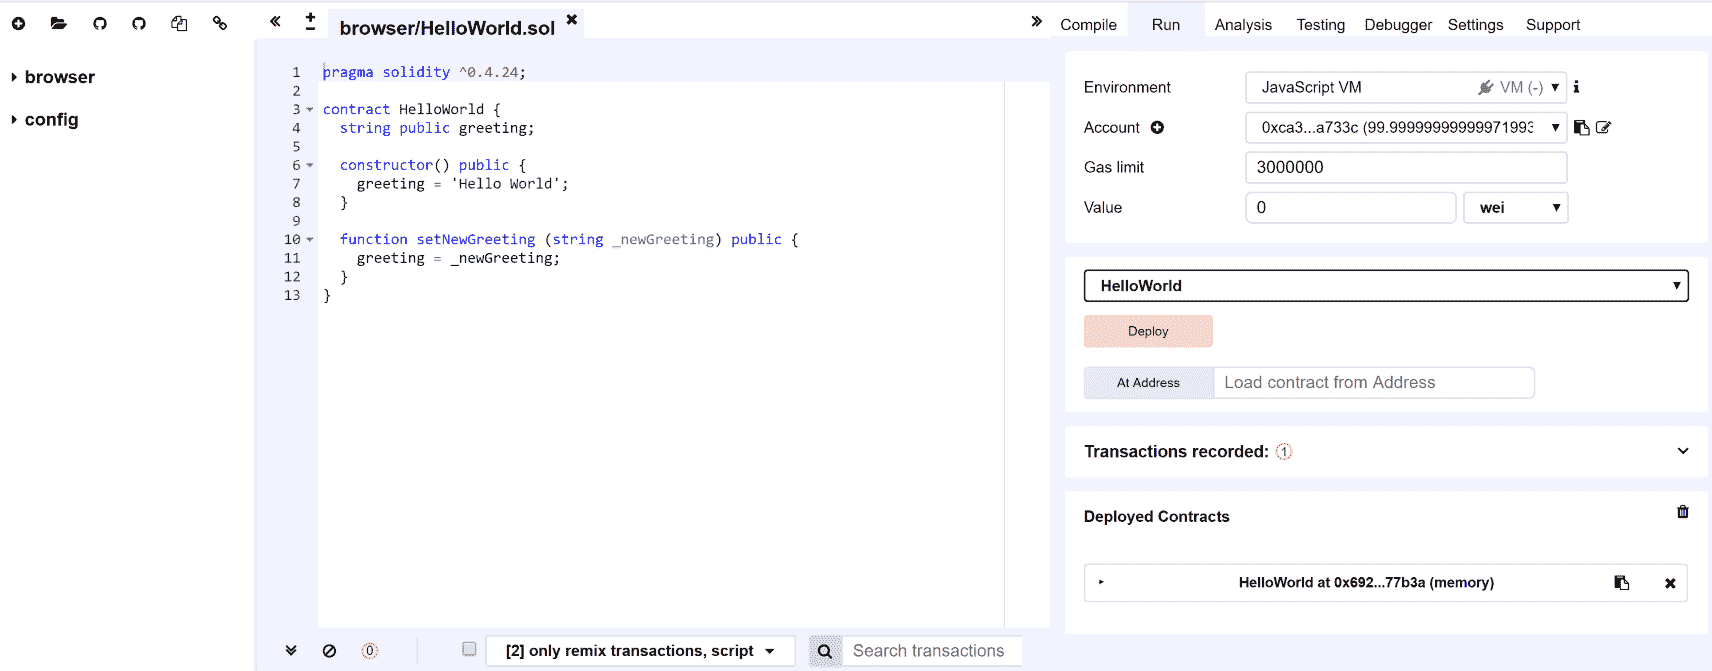 browser/HelloWorld.sol
Compile Run Analysis Testing Debugger Settings Support
browser
config
1 pragma solidity ^0.4.24;
2
3 contract HelloWorld {
4 string public greeting;
5
6 constructor() public {
7 greeting = 'Hello World';
8 }
9
10 function setNewGreeting (string _newGreeting) public {
11 greeting = _newGreeting;
12 }
13 }
Environment JavaScript VM VM (-)
Account 0xca3...a733c (99.99999999999971993
Gas limit 3000000
Value 0 wei
HelloWorld
Deploy
At Address Load contract from Address
Transactions recorded: 1
Deployed Contracts
HelloWorld at 0x692...77b3a (memory)
0 [2] only remix transactions, script Search transactions